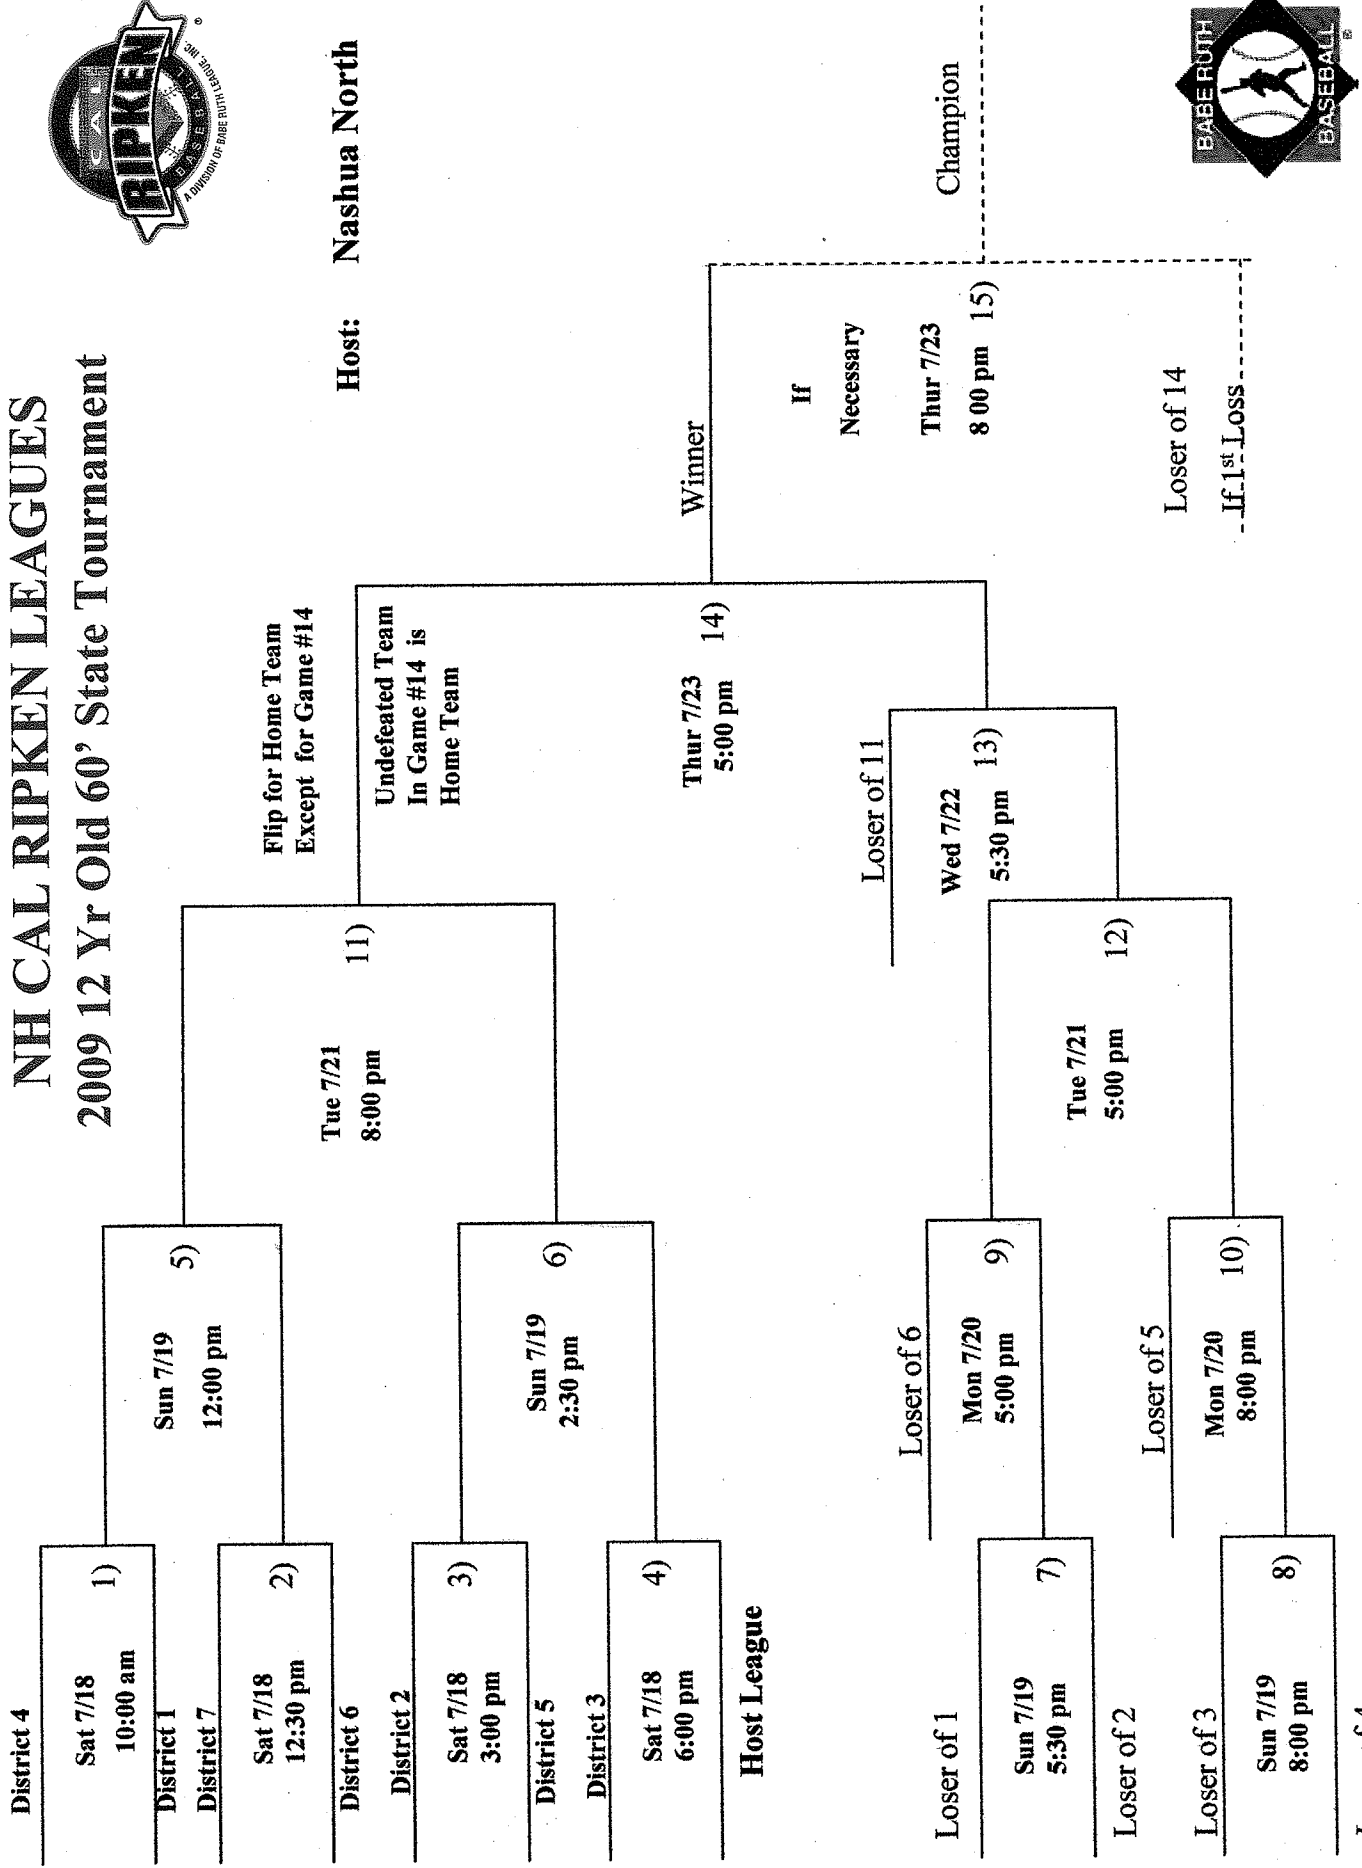 NH CAL RIPKEN LEAGUES
2009 12 Yr Old 60’ State Tournament
CAL
RIPKEN
BASEBALL
A DIVISION OF BABE RUTH LEAGUE, INC.
®
Host: Nashua North
Flip for Home Team
Except for Game #14
Undefeated Team
In Game #14 is
Home Team
District 4
Sat 7/18
10:00 am
1)
District 1
District 7
Sat 7/18
12:30 pm
2)
District 6
District 2
Sat 7/18
3:00 pm
3)
District 5
District 3
Sat 7/18
6:00 pm
4)
Host League
Sun 7/19
12:00 pm
5)
Sun 7/19
2:30 pm
6)
Tue 7/21
8:00 pm
11)
Thur 7/23
5:00 pm
14)
Winner
If
Necessary
Thur 7/23
8 00 pm 15)
Champion
Loser of 14
If 1st Loss
Loser of 1
Sun 7/19
5:30 pm
7)
Loser of 2
Loser of 3
Sun 7/19
8:00 pm
8)
Loser of 6
Mon 7/20
5:00 pm
9)
Loser of 5
Mon 7/20
8:00 pm
10)
Tue 7/21
5:00 pm
12)
Loser of 11
Wed 7/22
5:30 pm
13)
BABE RUTH
BASEBALL
®